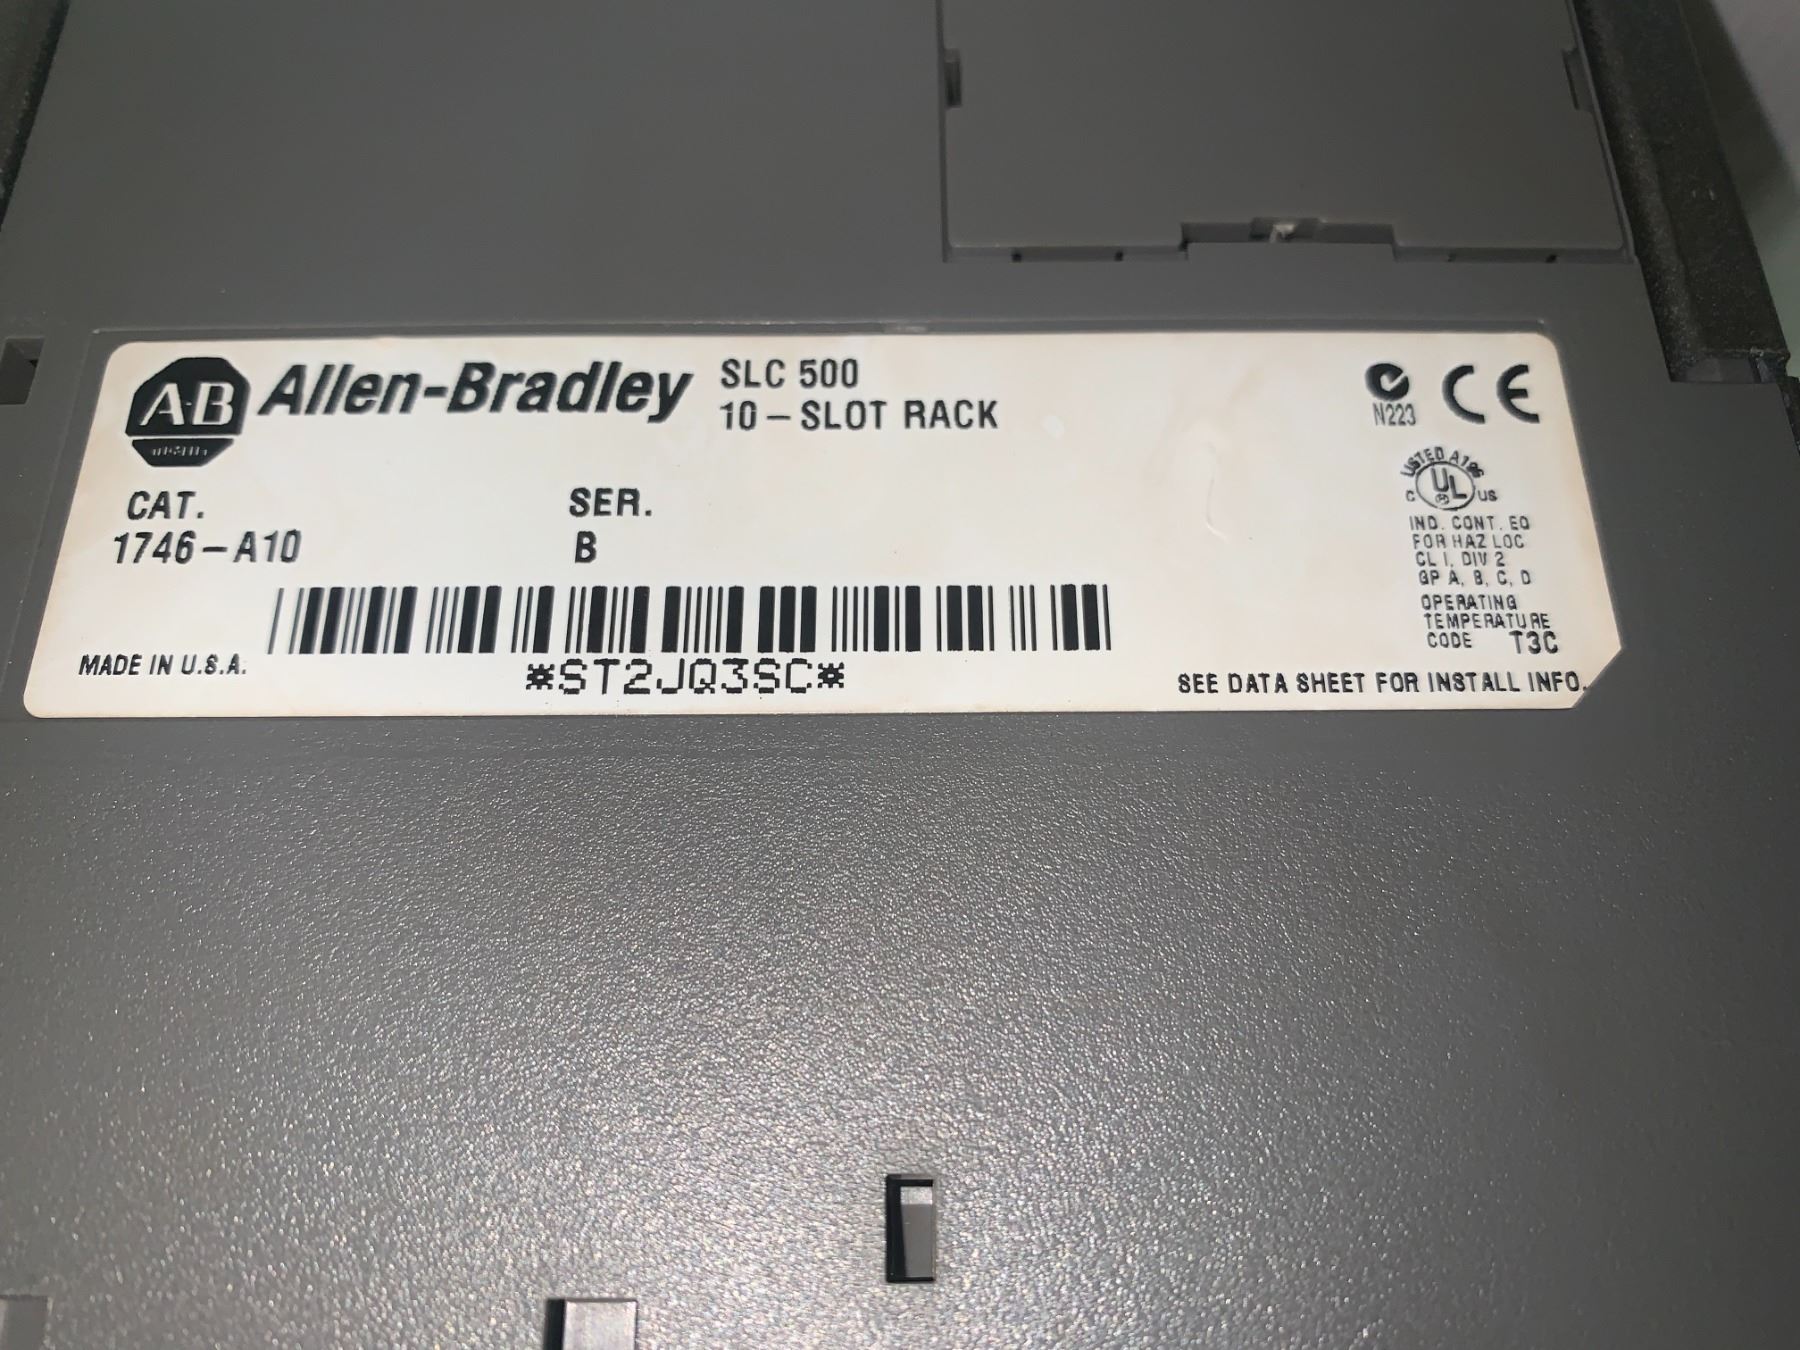 AB Allen-Bradley
SLC 500
10-SLOT RACK
N223
CE
CAT.
1746-A10
SER.
B
LISTED A196
C UL US
IND. CONT. EQ
FOR HAZ LOC
CL I, DIV 2
GP A, B, C, D
OPERATING
TEMPERATURE
CODE T3C
MADE IN U.S.A.
*ST2JQ3SC*
SEE DATA SHEET FOR INSTALL INFO.